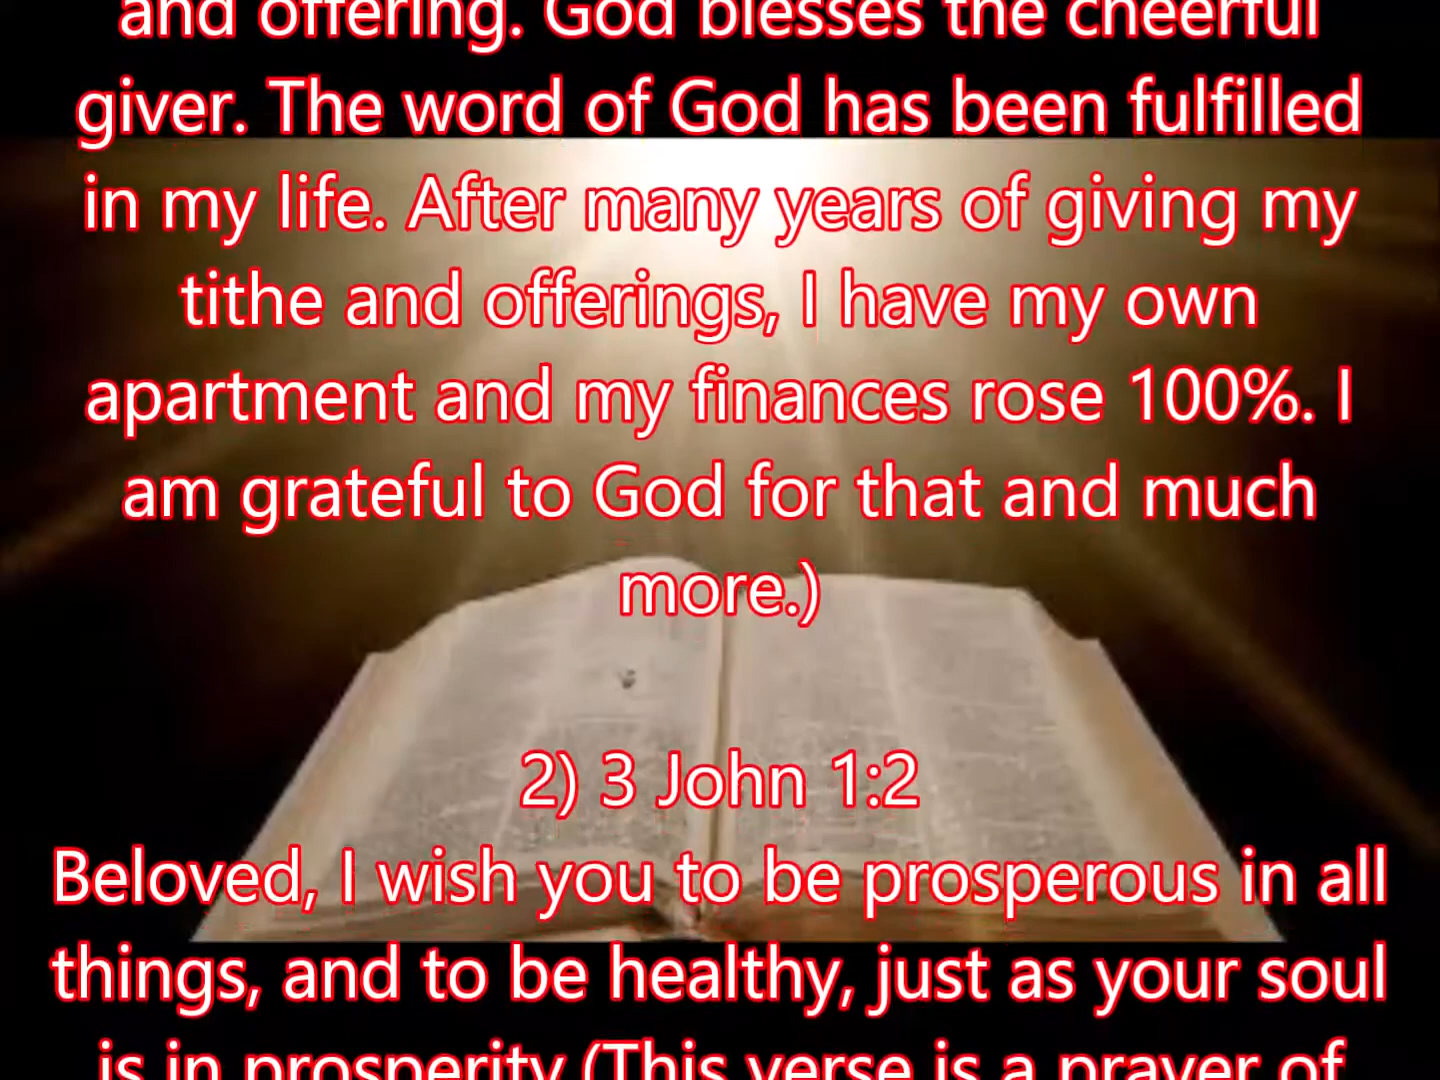 and offering. God blesses the cheerful
giver. The word of God has been fulfilled
in my life. After many years of giving my
tithe and offerings, I have my own
apartment and my finances rose 100%. I
am grateful to God for that and much
more.)
2) 3 John 1:2
Beloved, I wish you to be prosperous in all
things, and to be healthy, just as your soul
is in prosperity (This verse is a prayer of